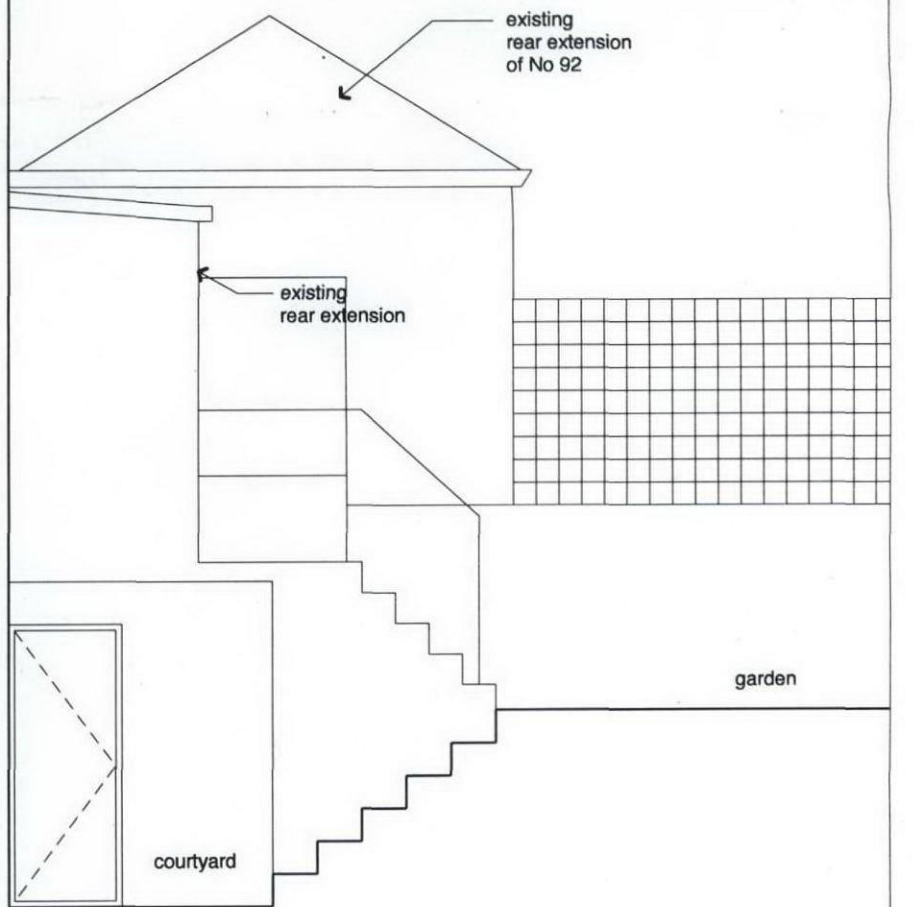 existing
rear extension
of No 92
existing
rear extension
garden
courtyard